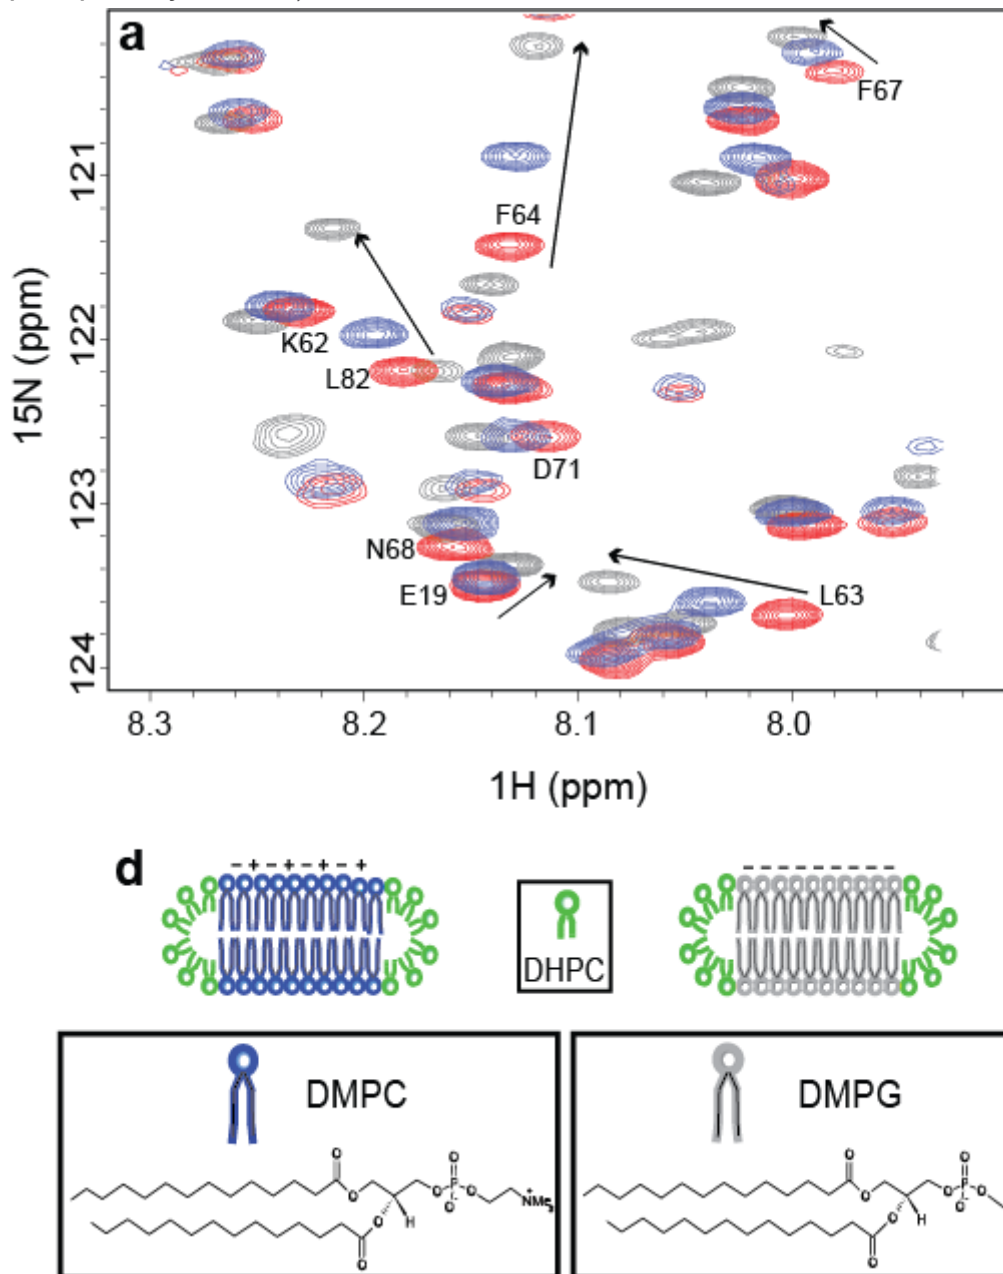 a
F67
121
F64
15N (ppm)
122
K62
L82
D71
123
N68
E19
L63
124
8.3
8.2
8.1
8.0
1H (ppm)
d
- + - + - + - +
- - - - - - - - -
DHPC
DMPC
DMPG
O
O
O
O
P
O
O-
NMe3
+
O
H
O
O
O
O
O
P
O-
O
H
O